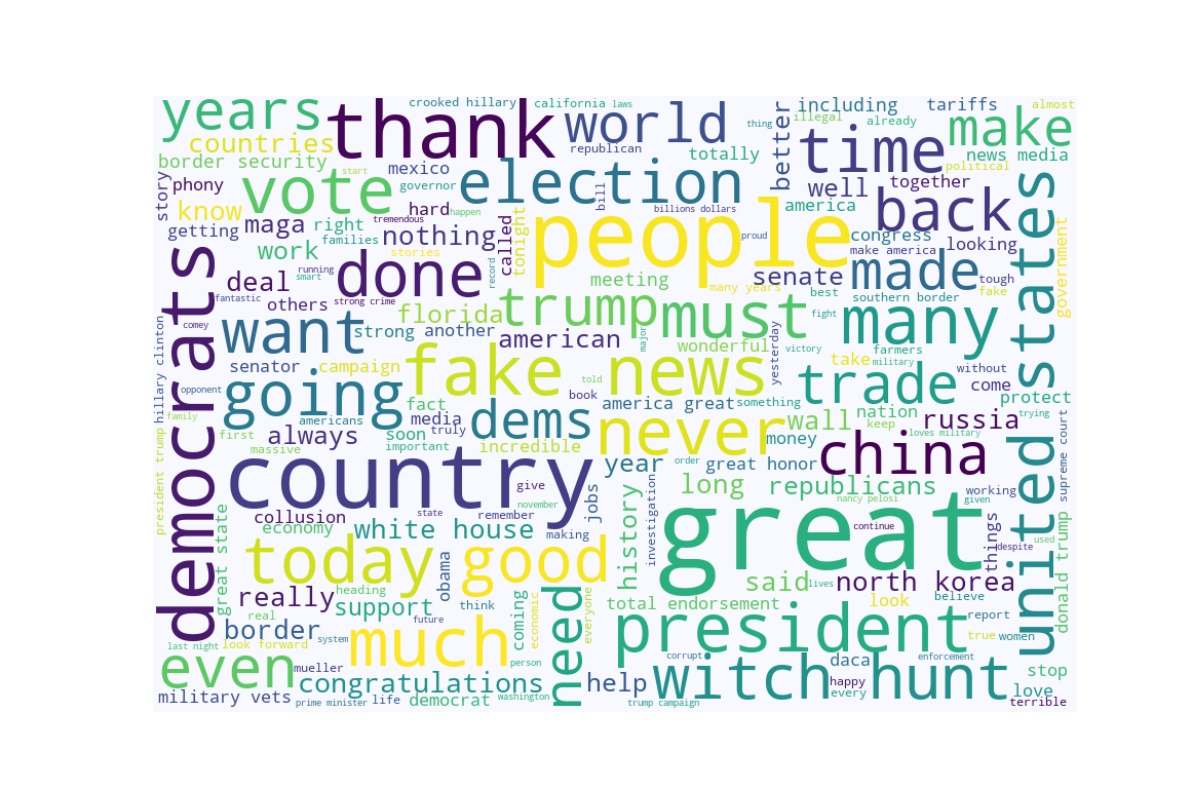 years
thank
crooked hillary
california
laws
world
republican
thing
including
tariffs
almost
illegal
already
make
countries
border security
start
mexico
totally
better
time
news media
political
story
phony
vote
governor
election
bill
billions dollars
well
together
know
maga
right
hard
happen
tremendous
america
back
getting
families
nothing
called
tonight
people
proud
congress
looking
work
stories
make america
states
government
democrats
running
smart
record
deal
done
meeting
senate
made
tough
fantastic
others
strong crime
many years
best
southern border
fake
comey
florida
trump
must
fight
many
want
strong
another
american
major
wonderful
yesterday
victory
farmers
hillary clinton
senator
campaign
fake news
take
military
without
trade
come
protect
opponent
going
told
book
family
fact
dems
america great
something
nation
keep
trying
americans
media
never
wall
russia
first
always
soon
truly
loves military
massive
important
incredible
money
china
supreme court
president trump
country
year
order
great honor
give
jobs
long
republicans
nancy pelosi
working
given
november
great state
collusion
state
remember
history
investigation
great
continue
united
economy
white house
making
despite
used
things
today
good
obama
said
north korea
donald trump
heading
lives
believe
really
support
think
need
total endorsement
look
report
real
future
coming
economic
everyone
president
border
system
true
women
last night
look forward
much
even
mueller
person
corrupt
daca
enforcement
stop
congratulations
help
witch hunt
happy
love
military vets
prime minister
life
democrat
washington
trump campaign
every
terrible